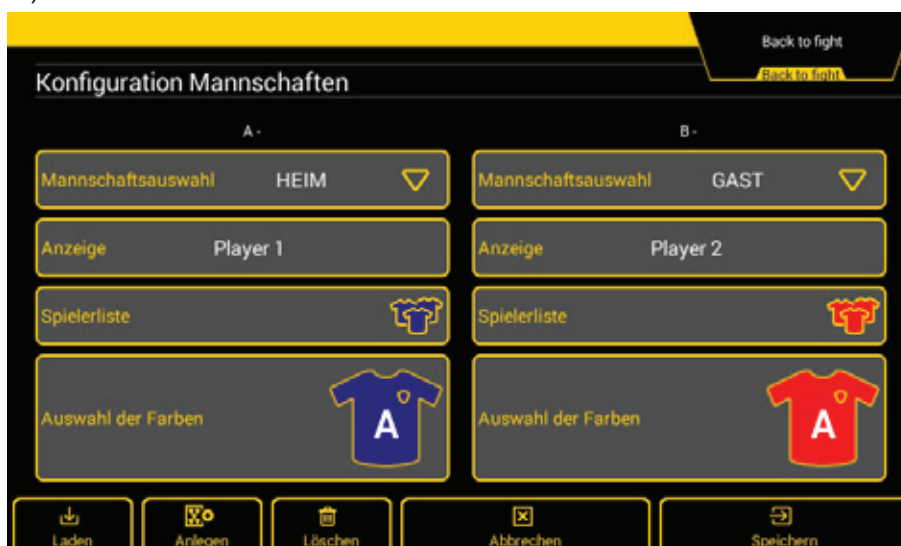 Back to fight
Back to fight
Konfiguration Mannschaften
A -
B -
Mannschaftsauswahl HEIM
Mannschaftsauswahl GAST
Anzeige Player 1
Anzeige Player 2
Spielerliste
Spielerliste
Auswahl der Farben A
Auswahl der Farben A
Laden
Anlegen
Löschen
Abbrechen
Speichern